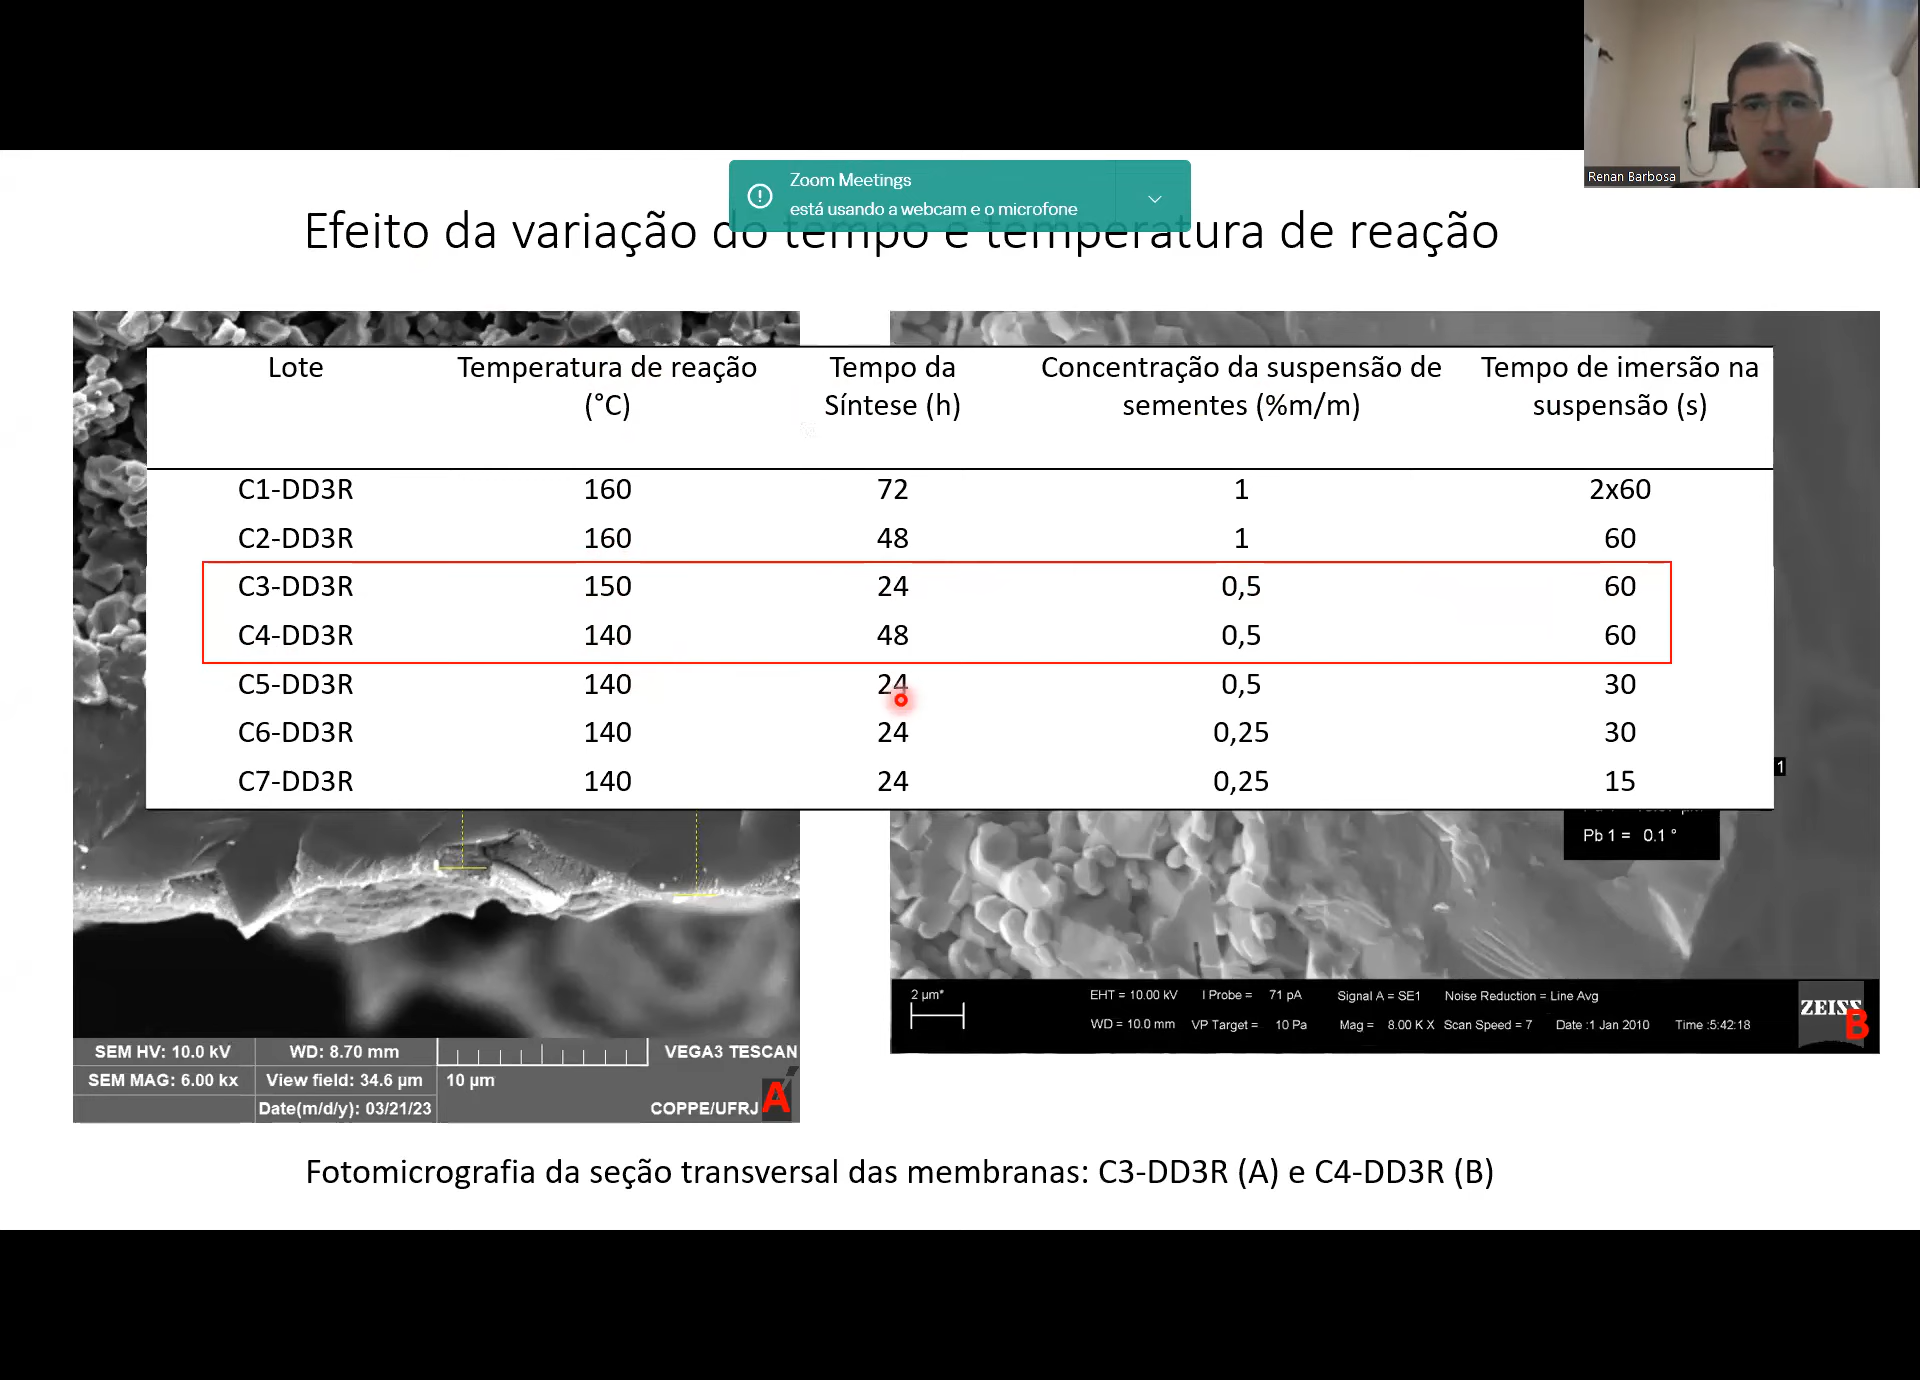 Renan Barbosa
Zoom Meetings
está usando a webcam e o microfone
Efeito da variação do tempo e temperatura de reação
Lote Temperatura de reação (°C) Tempo da Síntese (h) Concentração da suspensão de sementes (%m/m) Tempo de imersão na suspensão (s)
C1-DD3R 160 72 1 2x60
C2-DD3R 160 48 1 60
C3-DD3R 150 24 0,5 60
C4-DD3R 140 48 0,5 60
C5-DD3R 140 24 0,5 30
C6-DD3R 140 24 0,25 30
C7-DD3R 140 24 0,25 15
1
Pb 1 = 0.1 °
SEM HV: 10.0 kV WD: 8.70 mm VEGA3 TESCAN
SEM MAG: 6.00 kx View field: 34.6 µm 10 µm
Date(m/d/y): 03/21/23 COPPE/UFRJ
A
2 µm*
EHT = 10.00 kV I Probe = 71 pA Signal A = SE1 Noise Reduction = Line Avg
WD = 10.0 mm VP Target = 10 Pa Mag = 8.00 K X Scan Speed = 7 Date :1 Jan 2010 Time :5:42:18
ZEISS
B
Fotomicrografia da seção transversal das membranas: C3-DD3R (A) e C4-DD3R (B)